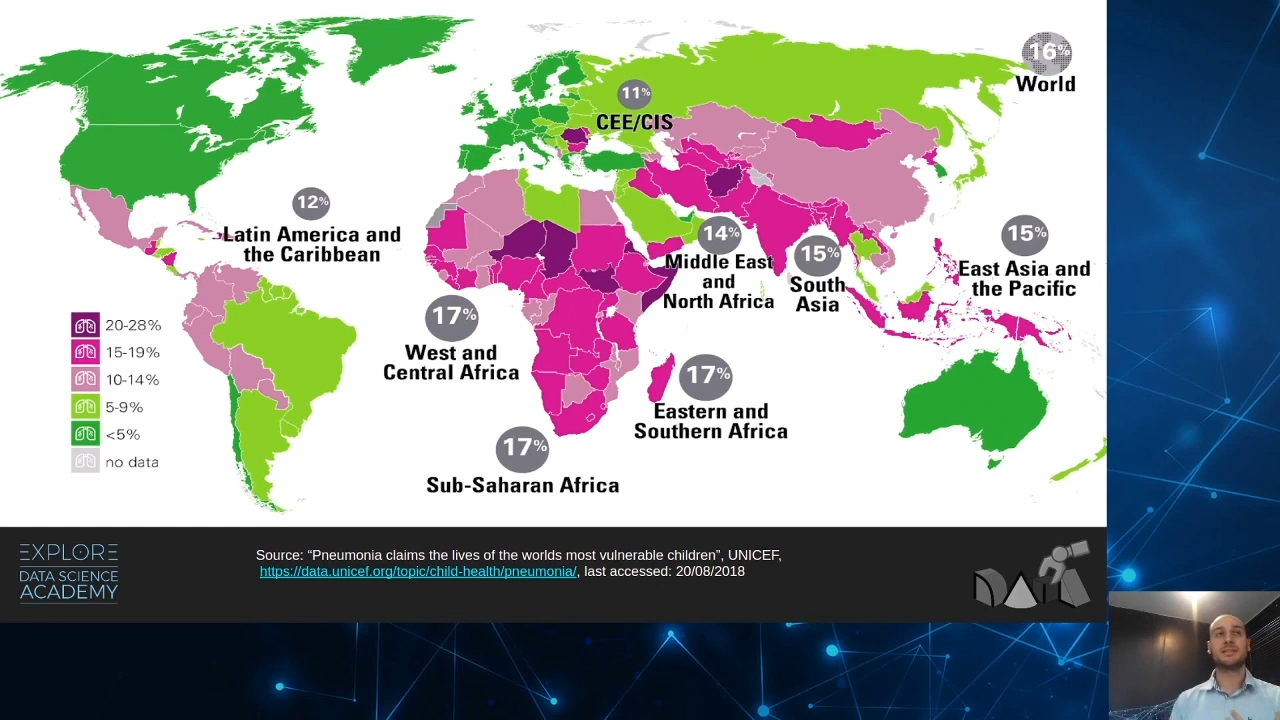 16%
World
11%
CEE/CIS
12%
Latin America and
the Caribbean
14%
Middle East
and
North Africa
15%
South
Asia
15%
East Asia and
the Pacific
17%
West and
Central Africa
17%
Eastern and
Southern Africa
17%
Sub-Saharan Africa
20-28%
15-19%
10-14%
5-9%
<5%
no data
EXPLORE
DATA SCIENCE
ACADEMY
Source: “Pneumonia claims the lives of the worlds most vulnerable children”, UNICEF,
https://data.unicef.org/topic/child-health/pneumonia/, last accessed: 20/08/2018